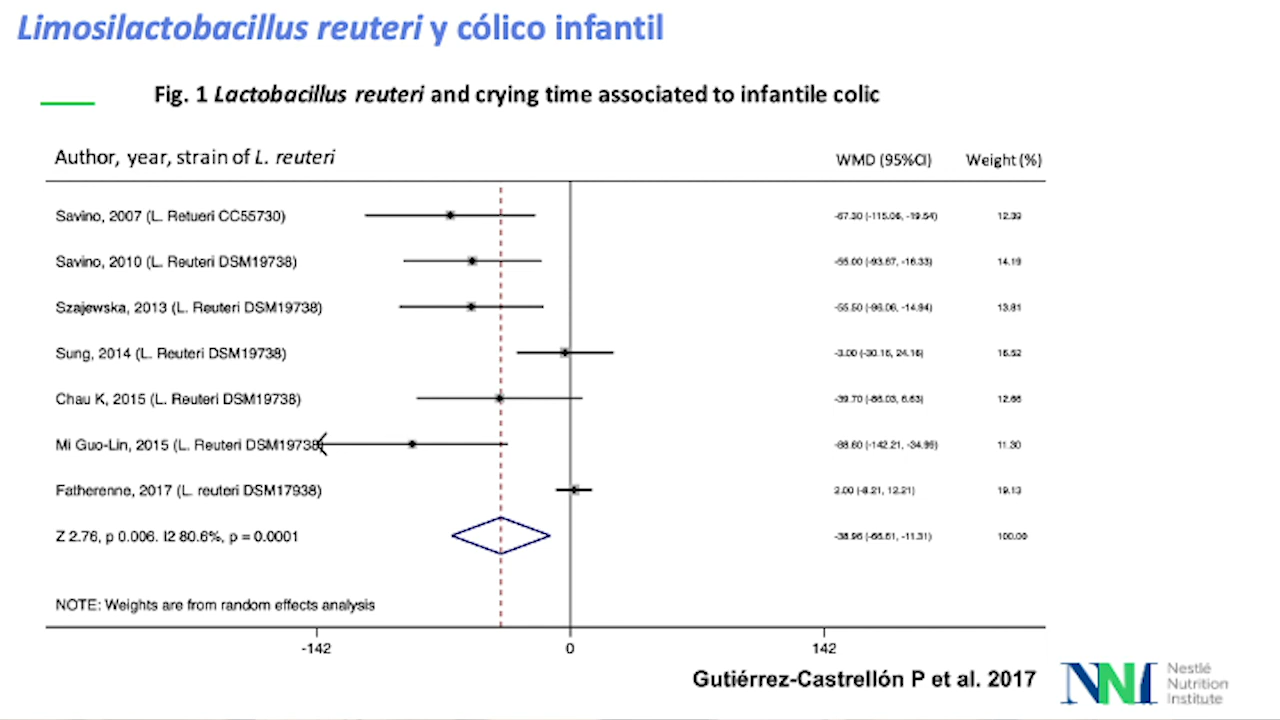 Limosilactobacillus reuteri y cólico infantil
Fig. 1 Lactobacillus reuteri and crying time associated to infantile colic
Author, year, strain of L. reuteri WMD (95%CI) Weight (%)
Savino, 2007 (L. Retueri CC55730) -67.30 (-115.06, -19.54) 12.39
Savino, 2010 (L. Reuteri DSM19738) -55.00 (-93.67, -16.33) 14.19
Szajewska, 2013 (L. Reuteri DSM19738) -55.50 (-96.06, -14.94) 13.81
Sung, 2014 (L. Reuteri DSM19738) -3.00 (-30.16, 24.16) 16.52
Chau K, 2015 (L. Reuteri DSM19738) -39.70 (-86.03, 6.63) 12.66
Mi Guo-Lin, 2015 (L. Reuteri DSM19738) -88.60 (-142.21, -34.99) 11.30
Fatherenne, 2017 (L. reuteri DSM17938) 2.00 (-8.21, 12.21) 19.13
Z 2.76, p 0.006. I2 80.6%, p = 0.0001 -38.96 (-66.61, -11.31) 100.00
NOTE: Weights are from random effects analysis
-142 0 142
Gutiérrez-Castrellón P et al. 2017
NNI
Nestlé
Nutrition
Institute